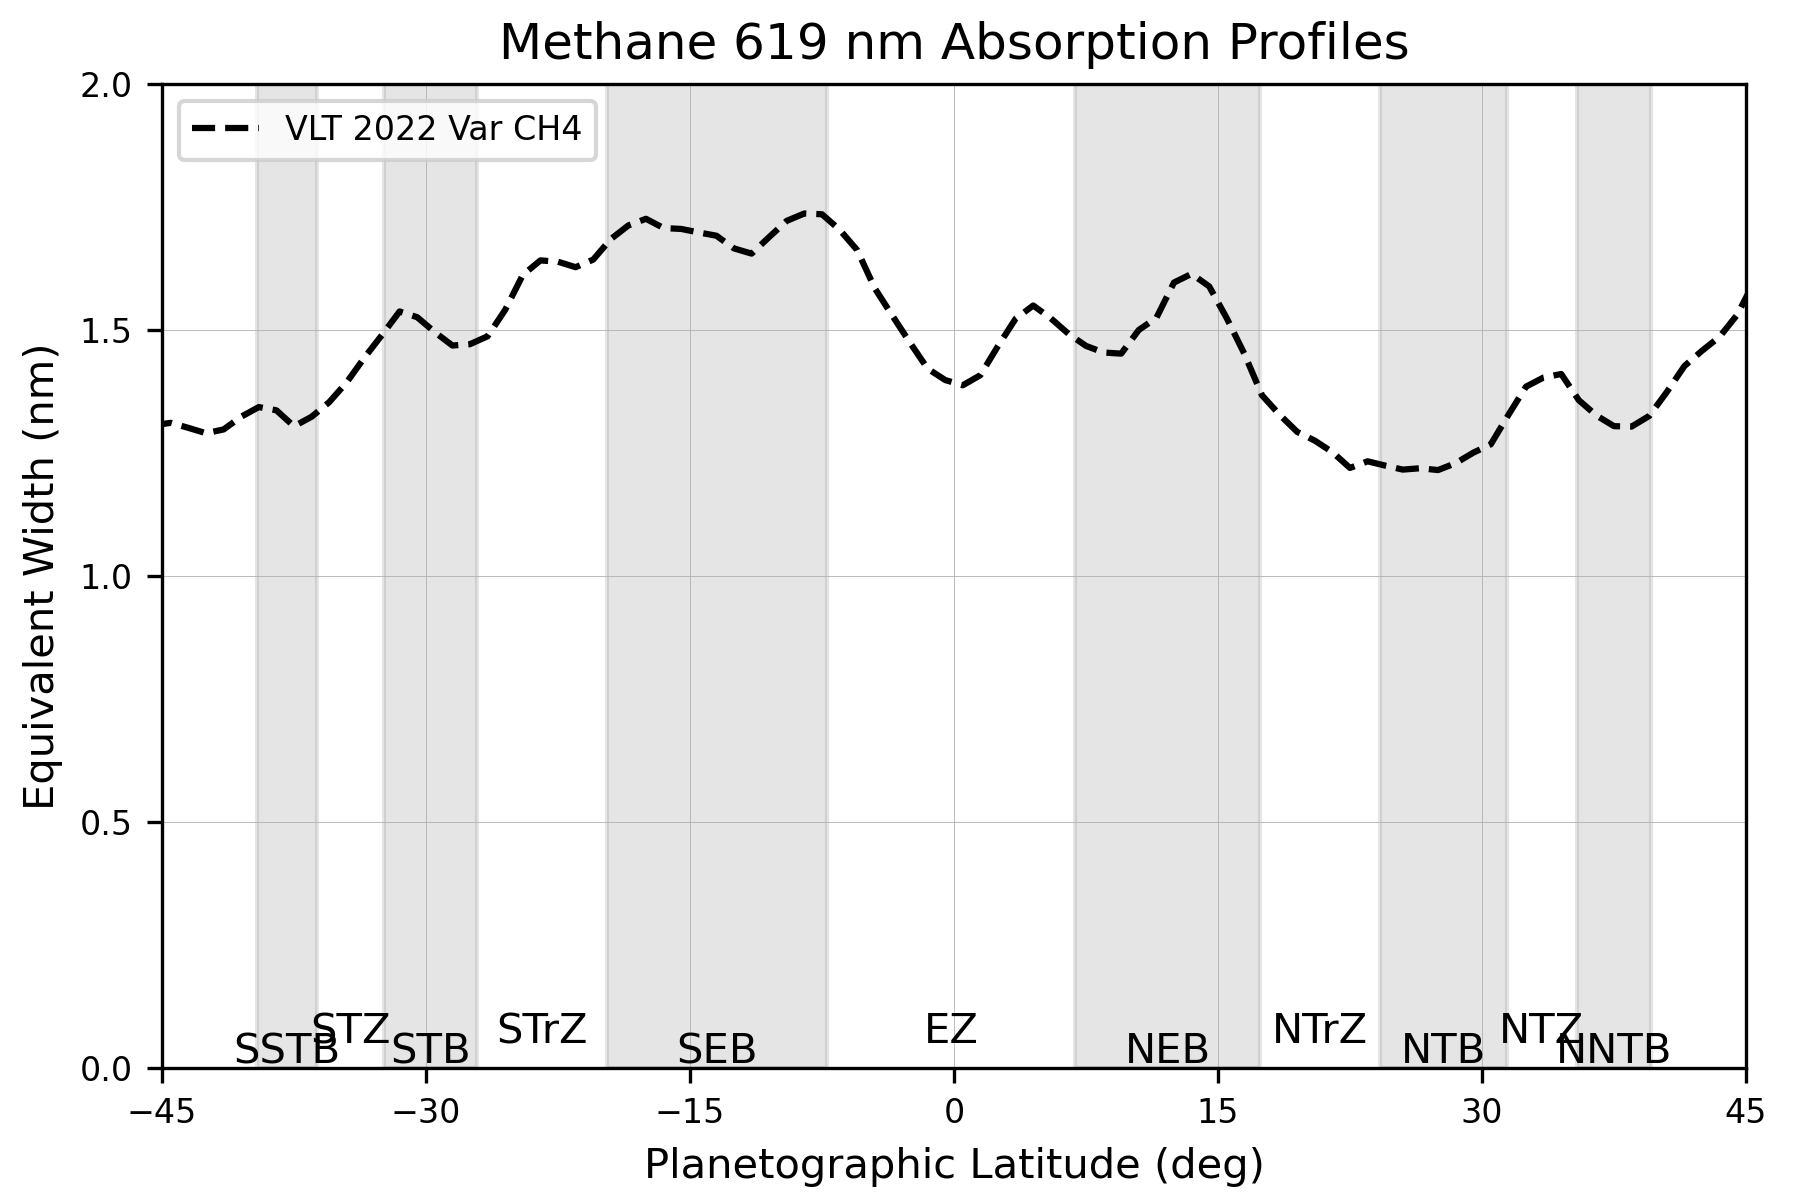 Methane 619 nm Absorption Profiles
VLT 2022 Var CH4
Equivalent Width (nm)
2.0
1.5
1.0
0.5
0.0
STZ STrZ EZ NTrZ NTZ
SSTB STB SEB NEB NTB NNTB
−45 −30 −15 0 15 30 45
Planetographic Latitude (deg)